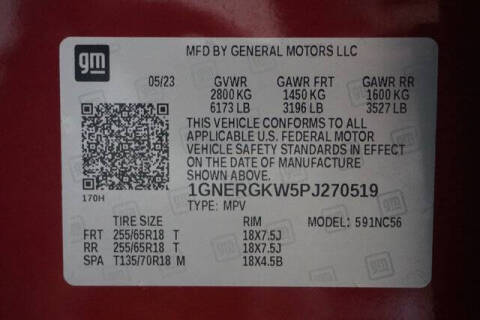 gm
MFD BY GENERAL MOTORS LLC
05/23 GVWR GAWR FRT GAWR RR
2800 KG 1450 KG 1600 KG
6173 LB 3196 LB 3527 LB
THIS VEHICLE CONFORMS TO ALL
APPLICABLE U.S. FEDERAL MOTOR
VEHICLE SAFETY STANDARDS IN EFFECT
ON THE DATE OF MANUFACTURE
SHOWN ABOVE.
170H
1GNERGKW5PJ270519
TYPE: MPV
TIRE SIZE RIM MODEL: 591NC56
FRT 255/65R18 T 18X7.5J
RR 255/65R18 T 18X7.5J
SPA T135/70R18 M 18X4.5B